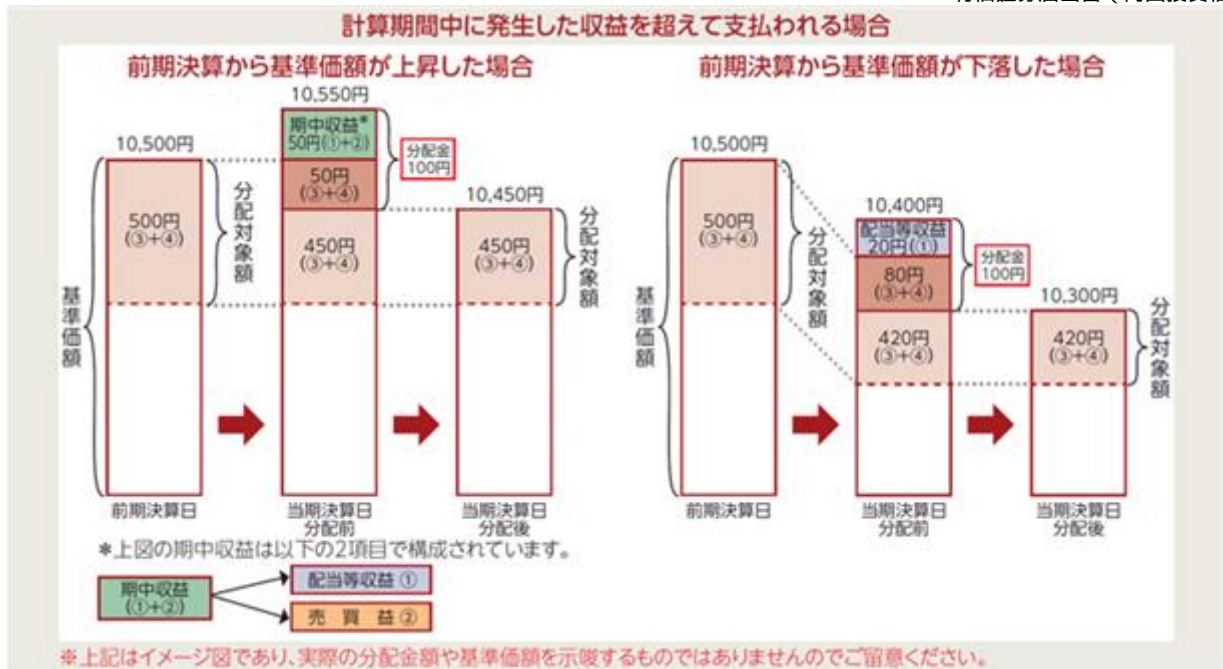 計算期間中に発生した収益を超えて支払われる場合
前期決算から基準価額が上昇した場合
10,500円
500円
(③+④)
分配対象額
基準価額
前期決算日
10,550円
期中収益*
50円(①+②)
50円
(③+④)
450円
(③+④)
分配金
100円
当期決算日
分配前
10,450円
450円
(③+④)
分配対象額
当期決算日
分配後
*上図の期中収益は以下の2項目で構成されています。
期中収益
(①+②)
配当等収益 ①
売 買 益 ②
前期決算から基準価額が下落した場合
10,500円
500円
(③+④)
分配対象額
基準価額
前期決算日
10,400円
配当等収益
20円(①)
80円
(③+④)
420円
(③+④)
分配金
100円
当期決算日
分配前
10,300円
420円
(③+④)
分配対象額
当期決算日
分配後
※上記はイメージ図であり、実際の分配金額や基準価額を示唆するものではありませんのでご留意ください。